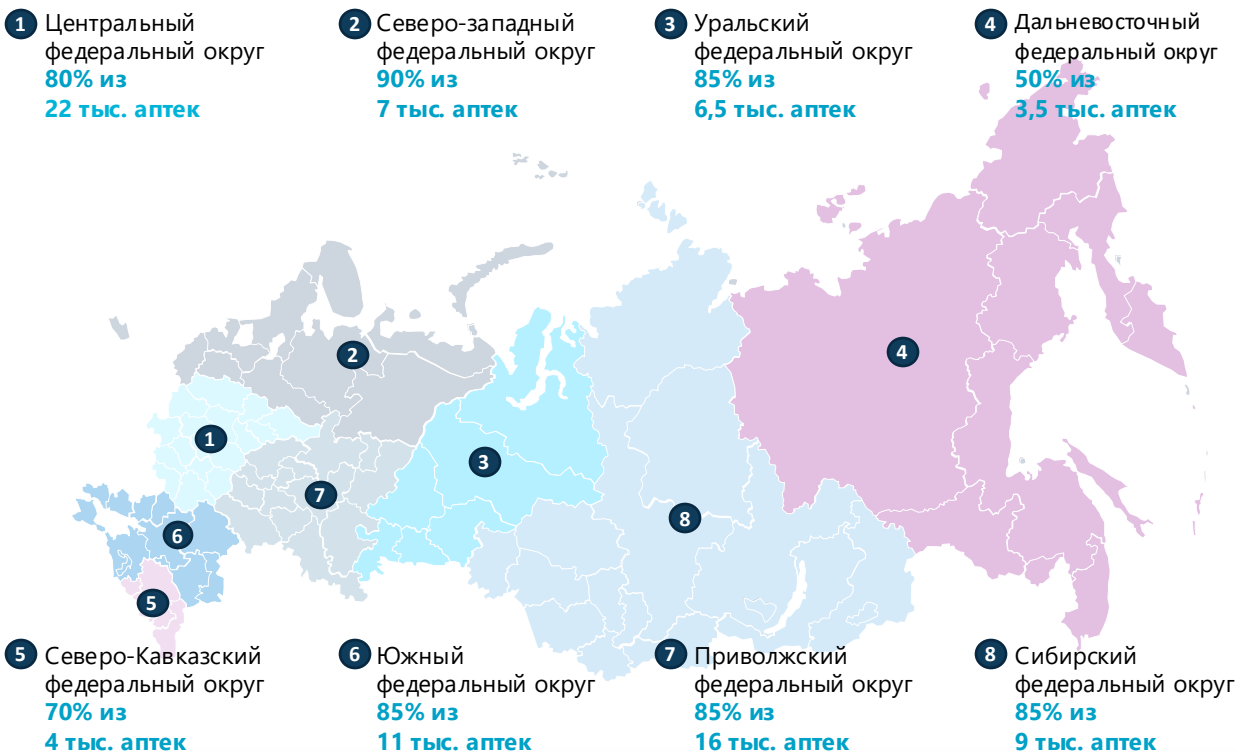 1 Центральный
федеральный округ
80% из
22 тыс. аптек
2 Северо-западный
федеральный округ
90% из
7 тыс. аптек
3 Уральский
федеральный округ
85% из
6,5 тыс. аптек
4 Дальневосточный
федеральный округ
50% из
3,5 тыс. аптек
2
4
1
3
7
8
6
5
5 Северо-Кавказский
федеральный округ
70% из
4 тыс. аптек
6 Южный
федеральный округ
85% из
11 тыс. аптек
7 Приволжский
федеральный округ
85% из
16 тыс. аптек
8 Сибирский
федеральный округ
85% из
9 тыс. аптек